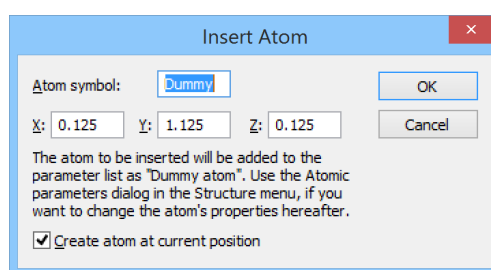 Insert Atom
Atom symbol: Dummy OK
X: 0.125 Y: 1.125 Z: 0.125 Cancel
The atom to be inserted will be added to the
parameter list as "Dummy atom". Use the Atomic
parameters dialog in the Structure menu, if you
want to change the atom's properties hereafter.
Create atom at current position